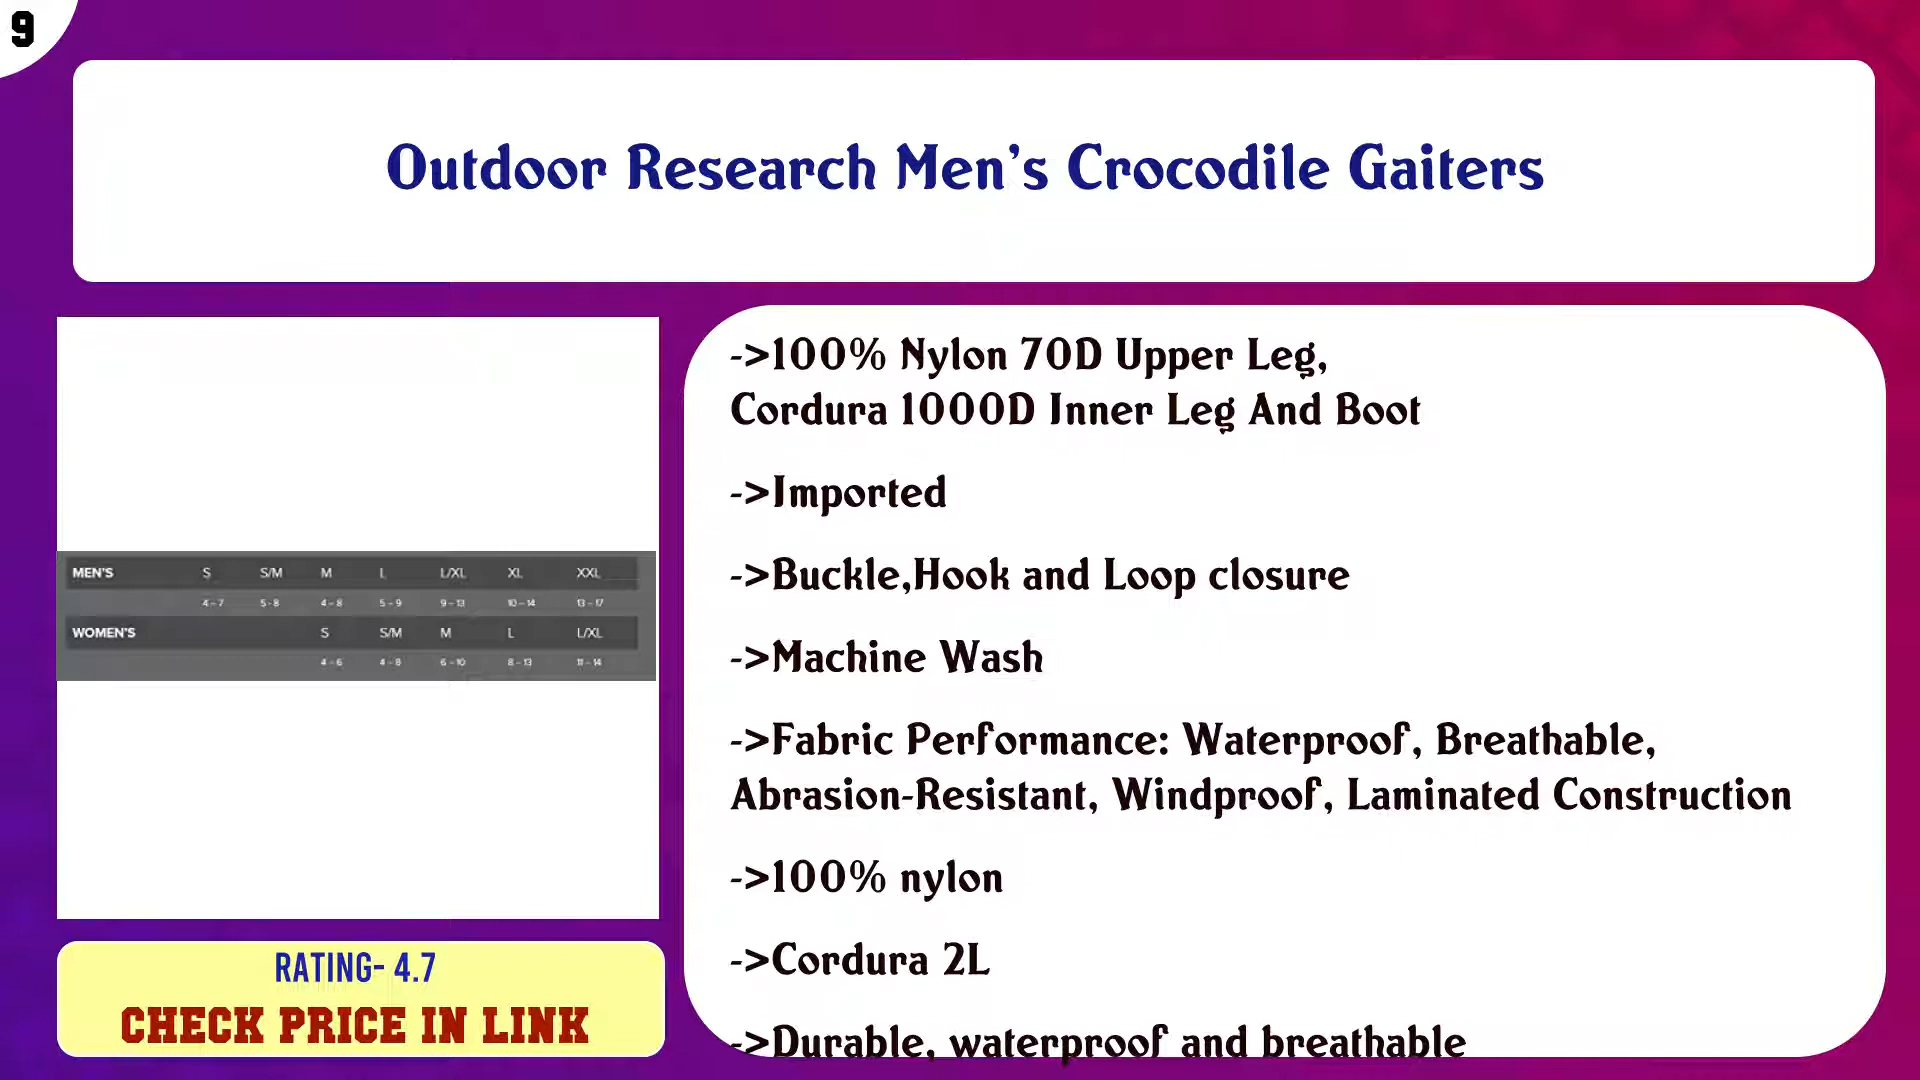 9
Outdoor Research Men's Crocodile Gaiters
MEN'S S S/M M L L/XL XL XXL
4 - 7 5 - 8 4 - 8 5 - 9 9 - 13 10 - 14 13 - 17
WOMEN'S S S/M M L L/XL
4 - 6 4 - 8 6 - 10 8 - 13 11 - 14
->100% Nylon 70D Upper Leg,
Cordura 1000D Inner Leg And Boot
->Imported
->Buckle,Hook and Loop closure
->Machine Wash
->Fabric Performance: Waterproof, Breathable,
Abrasion-Resistant, Windproof, Laminated Construction
->100% nylon
->Cordura 2L
->Durable, waterproof and breathable
RATING- 4.7
CHECK PRICE IN LINK